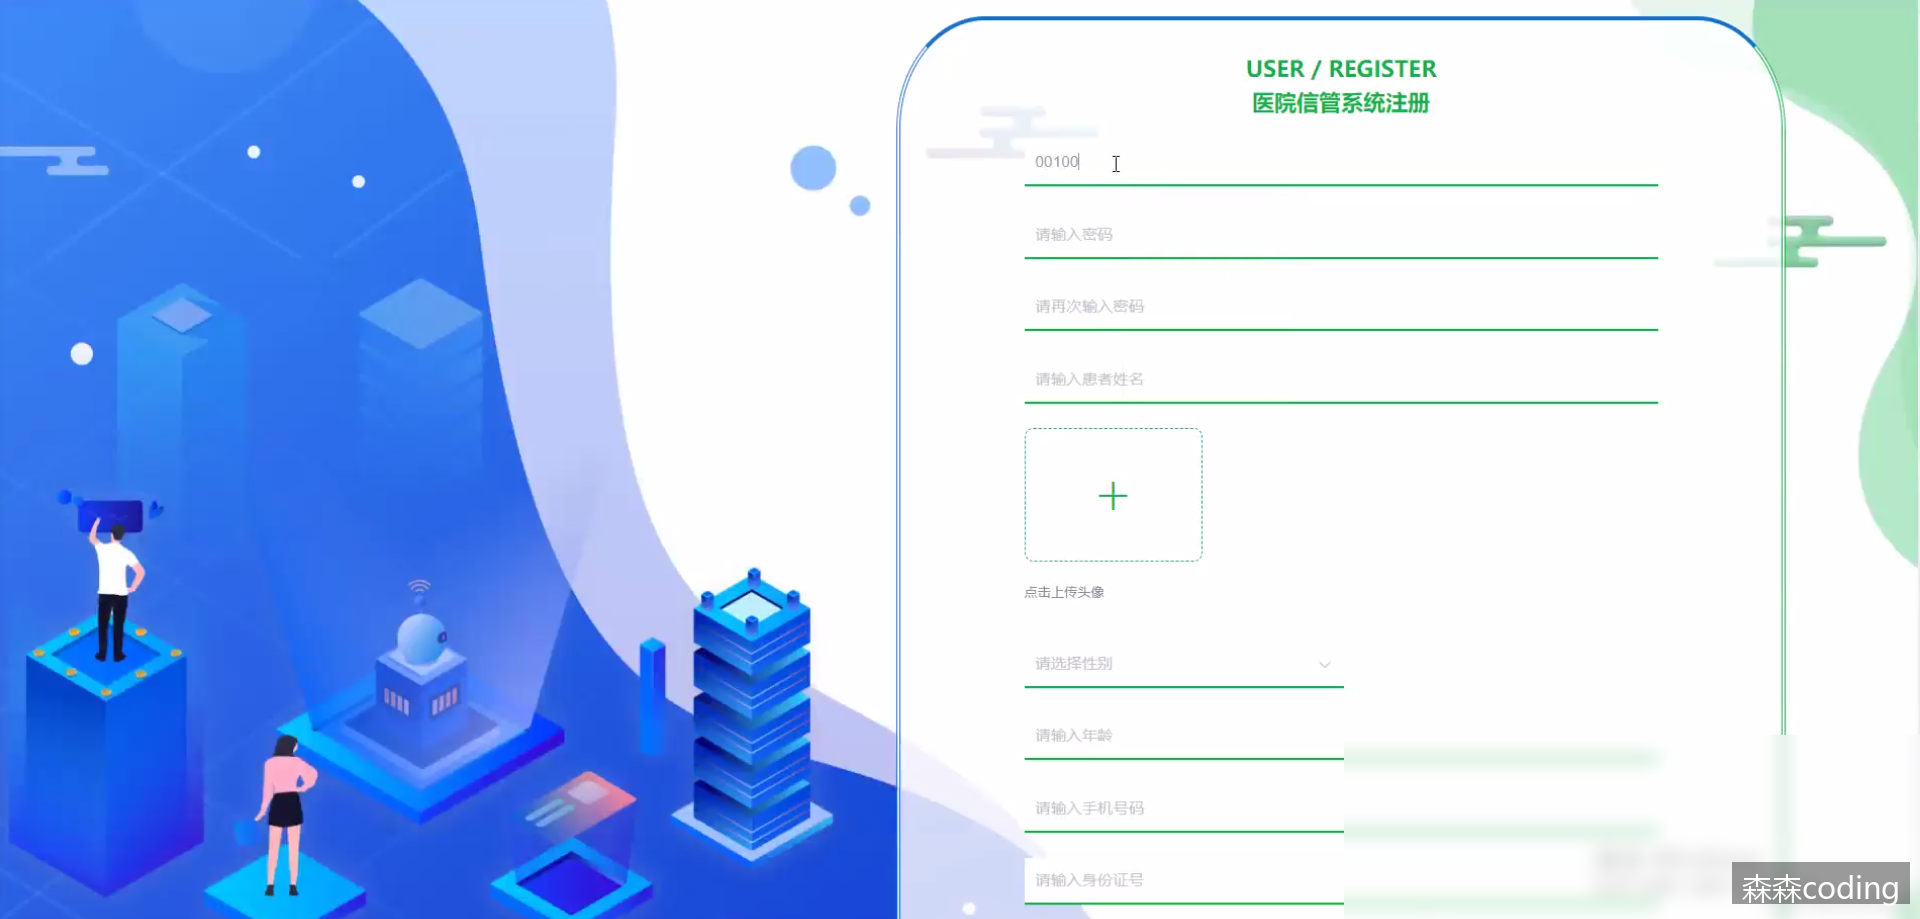 USER / REGISTER
医院信管系统注册
00100
请输入密码
请再次输入密码
请输入患者姓名
点击上传头像
请选择性别
请输入年龄
请输入手机号码
请输入身份证号
森森coding